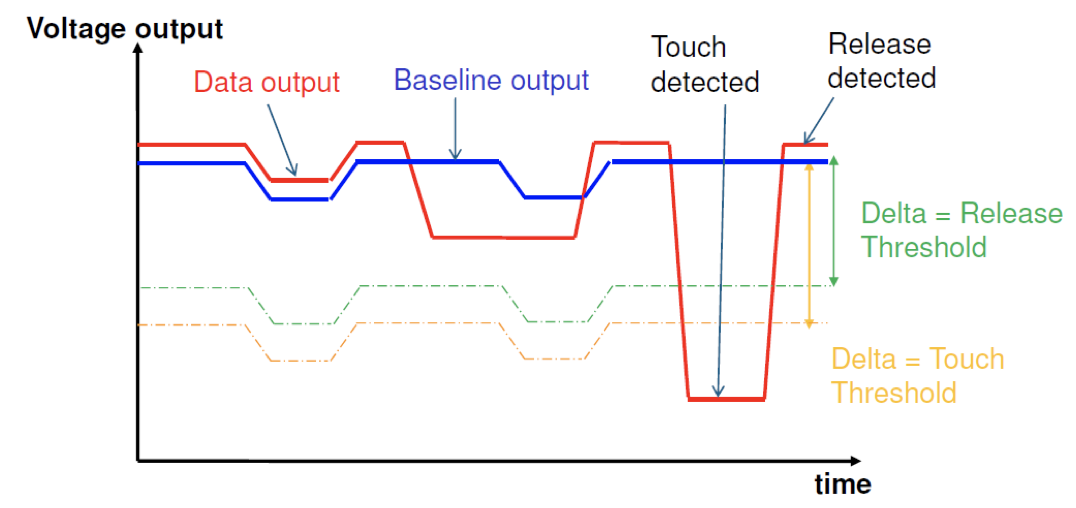 Voltage output
Data output
Baseline output
Touch
detected
Release
detected
Delta = Release
Threshold
Delta = Touch
Threshold
time